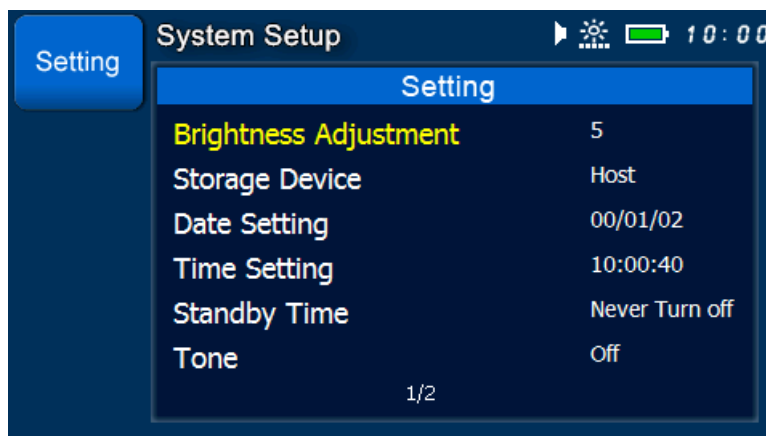 Setting
System Setup
10:00
Setting
Brightness Adjustment 5
Storage Device Host
Date Setting 00/01/02
Time Setting 10:00:40
Standby Time Never Turn off
Tone Off
1/2